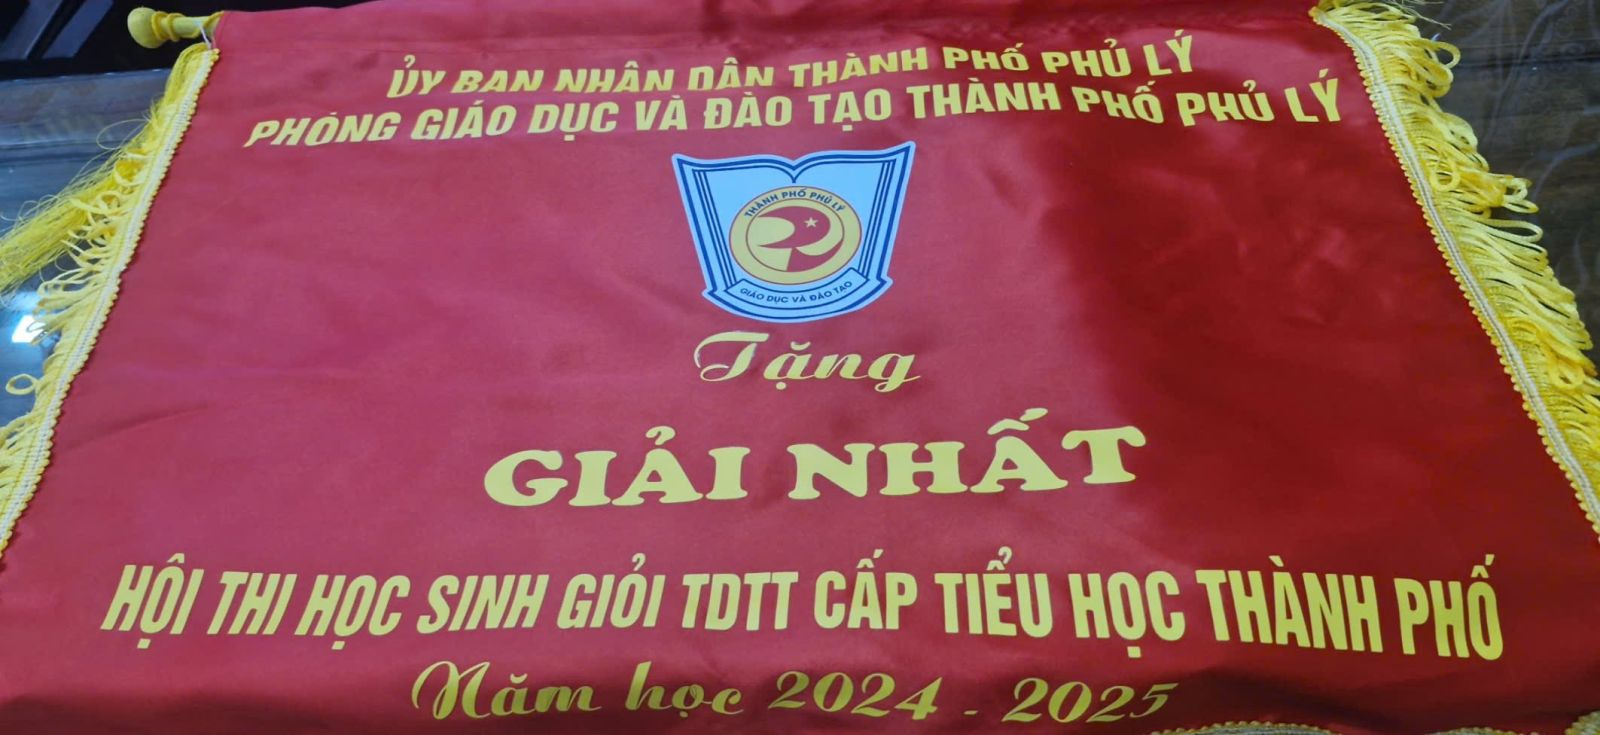 ỦY BAN NHÂN DÂN THÀNH PHỐ PHỦ LÝ
PHÒNG GIÁO DỤC VÀ ĐÀO TẠO THÀNH PHỐ PHỦ LÝ
THÀNH PHỐ PHỦ LÝ
GIÁO DỤC VÀ ĐÀO TẠO
Tặng
GIẢI NHẤT
HỘI THI HỌC SINH GIỎI TDTT CẤP TIỂU HỌC THÀNH PHỐ
Năm học 2024 - 2025